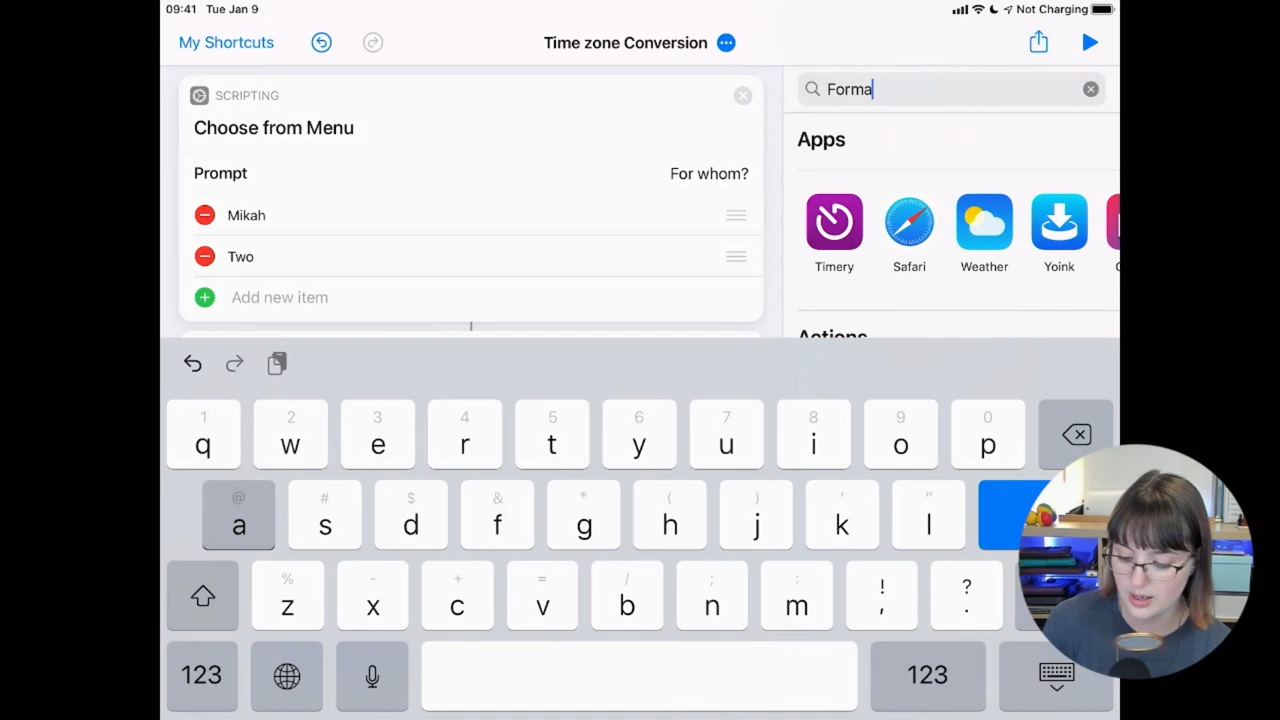 09:41 Tue Jan 9
Not Charging
My Shortcuts
Time zone Conversion
SCRIPTING
Choose from Menu
Prompt
For whom?
Mikah
Two
Add new item
Forma
Apps
Timery
Safari
Weather
Yoink
Actions
1 2 3 4 5 6 7 8 9 0
q w e r t y u i o p
@ # $ & * ( ) ' "
a s d f g h j k l
% - + = / ; : ! ?
z x c v b n m , .
123
123